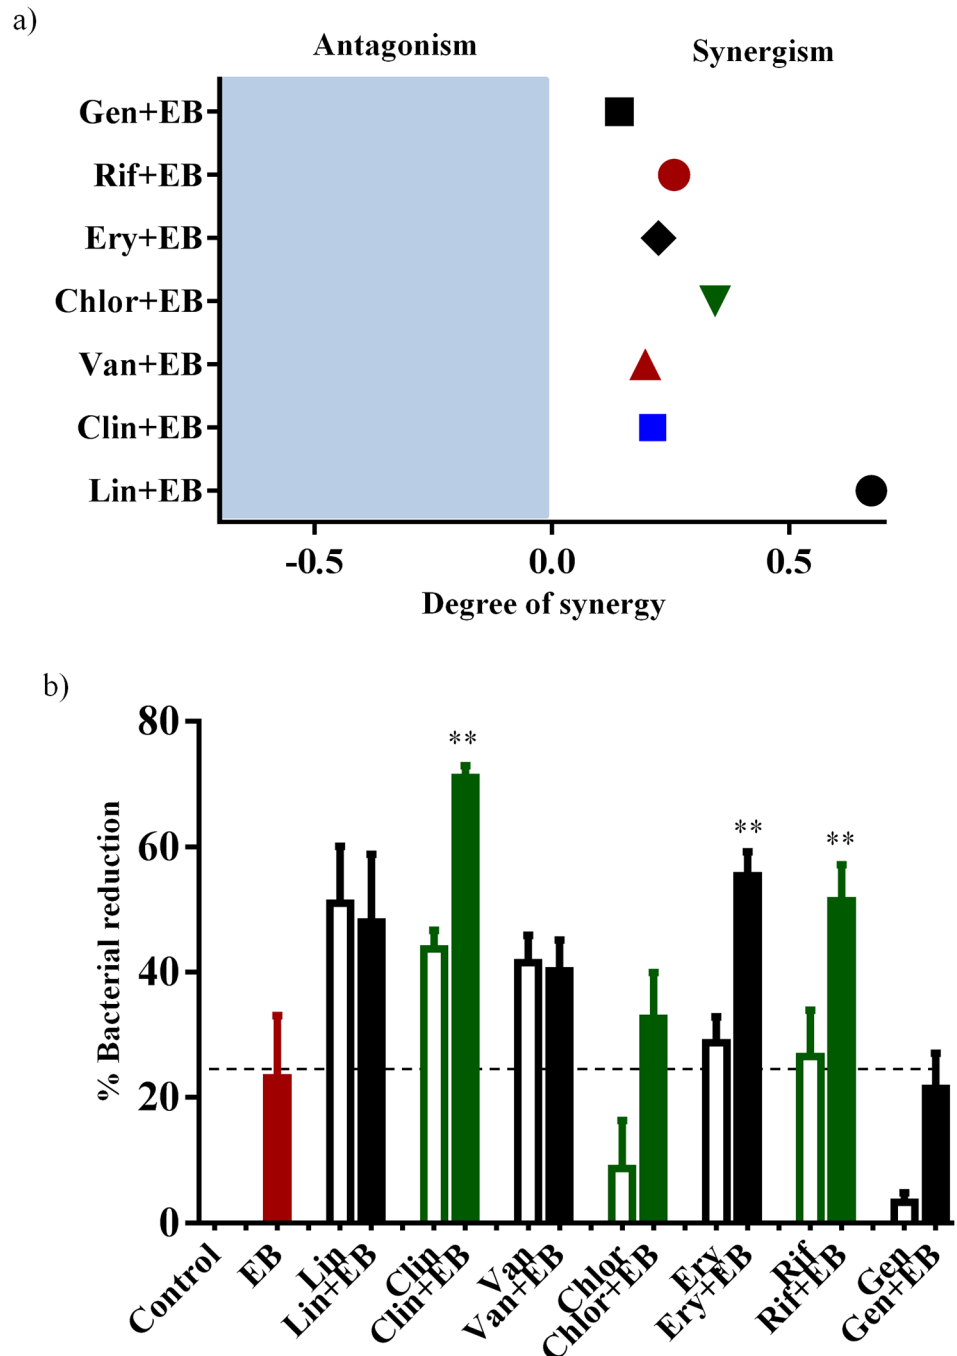 a)
Antagonism Synergism
Gen+EB
Rif+EB
Ery+EB
Chlor+EB
Van+EB
Clin+EB
Lin+EB
-0.5 0.0 0.5
Degree of synergy
b)
% Bacterial reduction
80
60
40
20
0
** ** **
Control
EB
Lin
Lin+EB
Clin
Clin+EB
Van
Van+EB
Chlor
Chlor+EB
Ery
Ery+EB
Rif
Rif+EB
Gen
Gen+EB